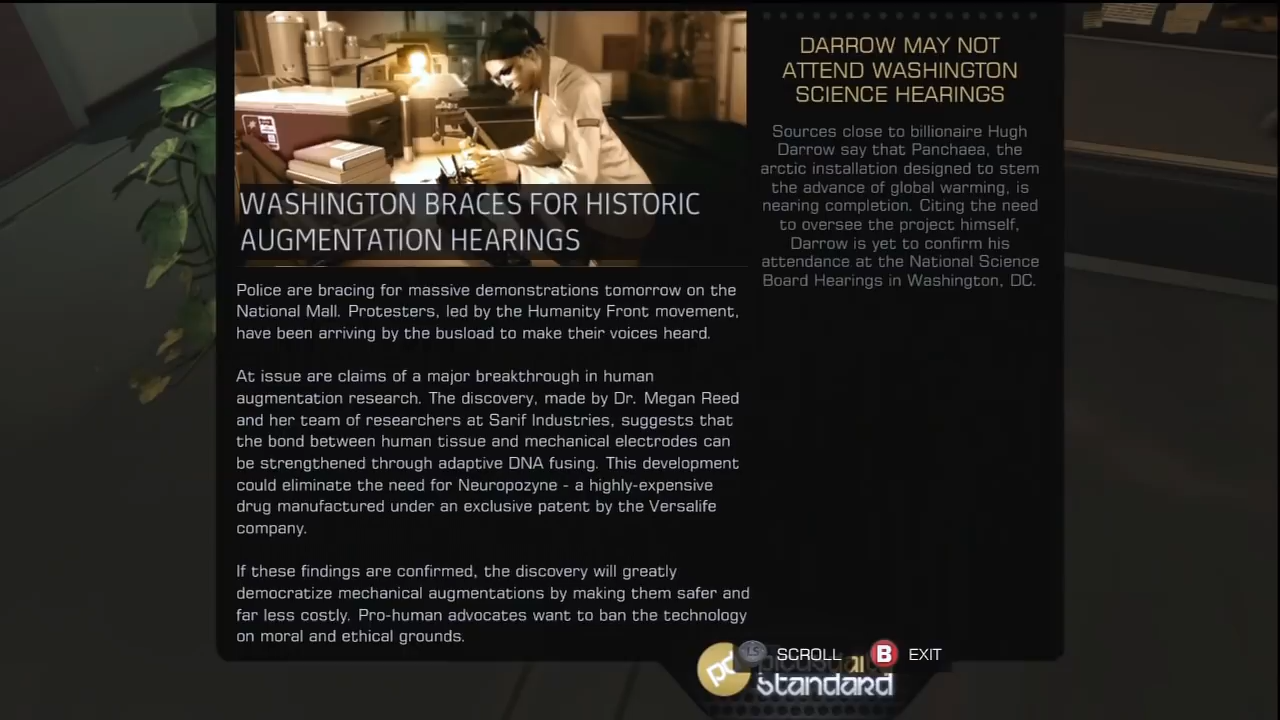 WASHINGTON BRACES FOR HISTORIC
AUGMENTATION HEARINGS
Police are bracing for massive demonstrations tomorrow on the
National Mall. Protesters, led by the Humanity Front movement,
have been arriving by the busload to make their voices heard.
At issue are claims of a major breakthrough in human
augmentation research. The discovery, made by Dr. Megan Reed
and her team of researchers at Sarif Industries, suggests that
the bond between human tissue and mechanical electrodes can
be strengthened through adaptive DNA fusing. This development
could eliminate the need for Neuropozyne - a highly-expensive
drug manufactured under an exclusive patent by the Versalife
company.
If these findings are confirmed, the discovery will greatly
democratize mechanical augmentations by making them safer and
far less costly. Pro-human advocates want to ban the technology
on moral and ethical grounds.
DARROW MAY NOT
ATTEND WASHINGTON
SCIENCE HEARINGS
Sources close to billionaire Hugh
Darrow say that Panchaea, the
arctic installation designed to stem
the advance of global warming, is
nearing completion. Citing the need
to oversee the project himself,
Darrow is yet to confirm his
attendance at the National Science
Board Hearings in Washington, DC.
LS SCROLL B EXIT
pd
standard